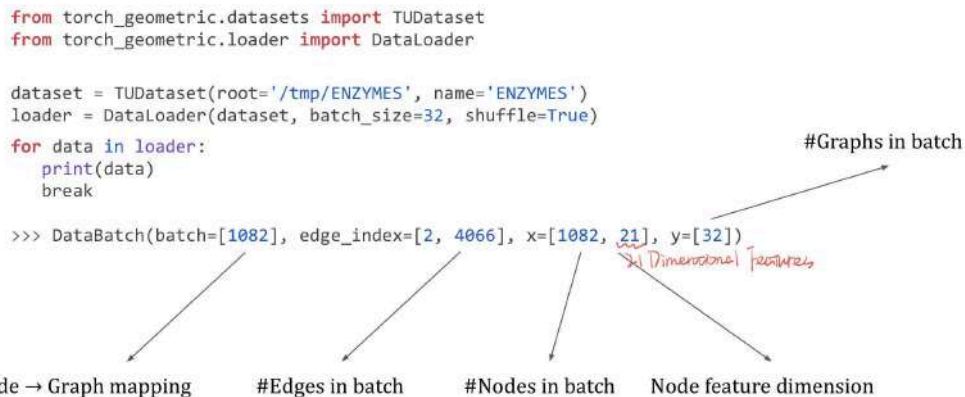 from torch_geometric.datasets import TUDataset
from torch_geometric.loader import DataLoader
dataset = TUDataset(root='/tmp/ENZYMES', name='ENZYMES')
loader = DataLoader(dataset, batch_size=32, shuffle=True)
for data in loader:
print(data)
break
#Graphs in batch
>>> DataBatch(batch=[1082], edge_index=[2, 4066], x=[1082, 21], y=[32])
21 Dimensional Features
de → Graph mapping #Edges in batch #Nodes in batch Node feature dimension